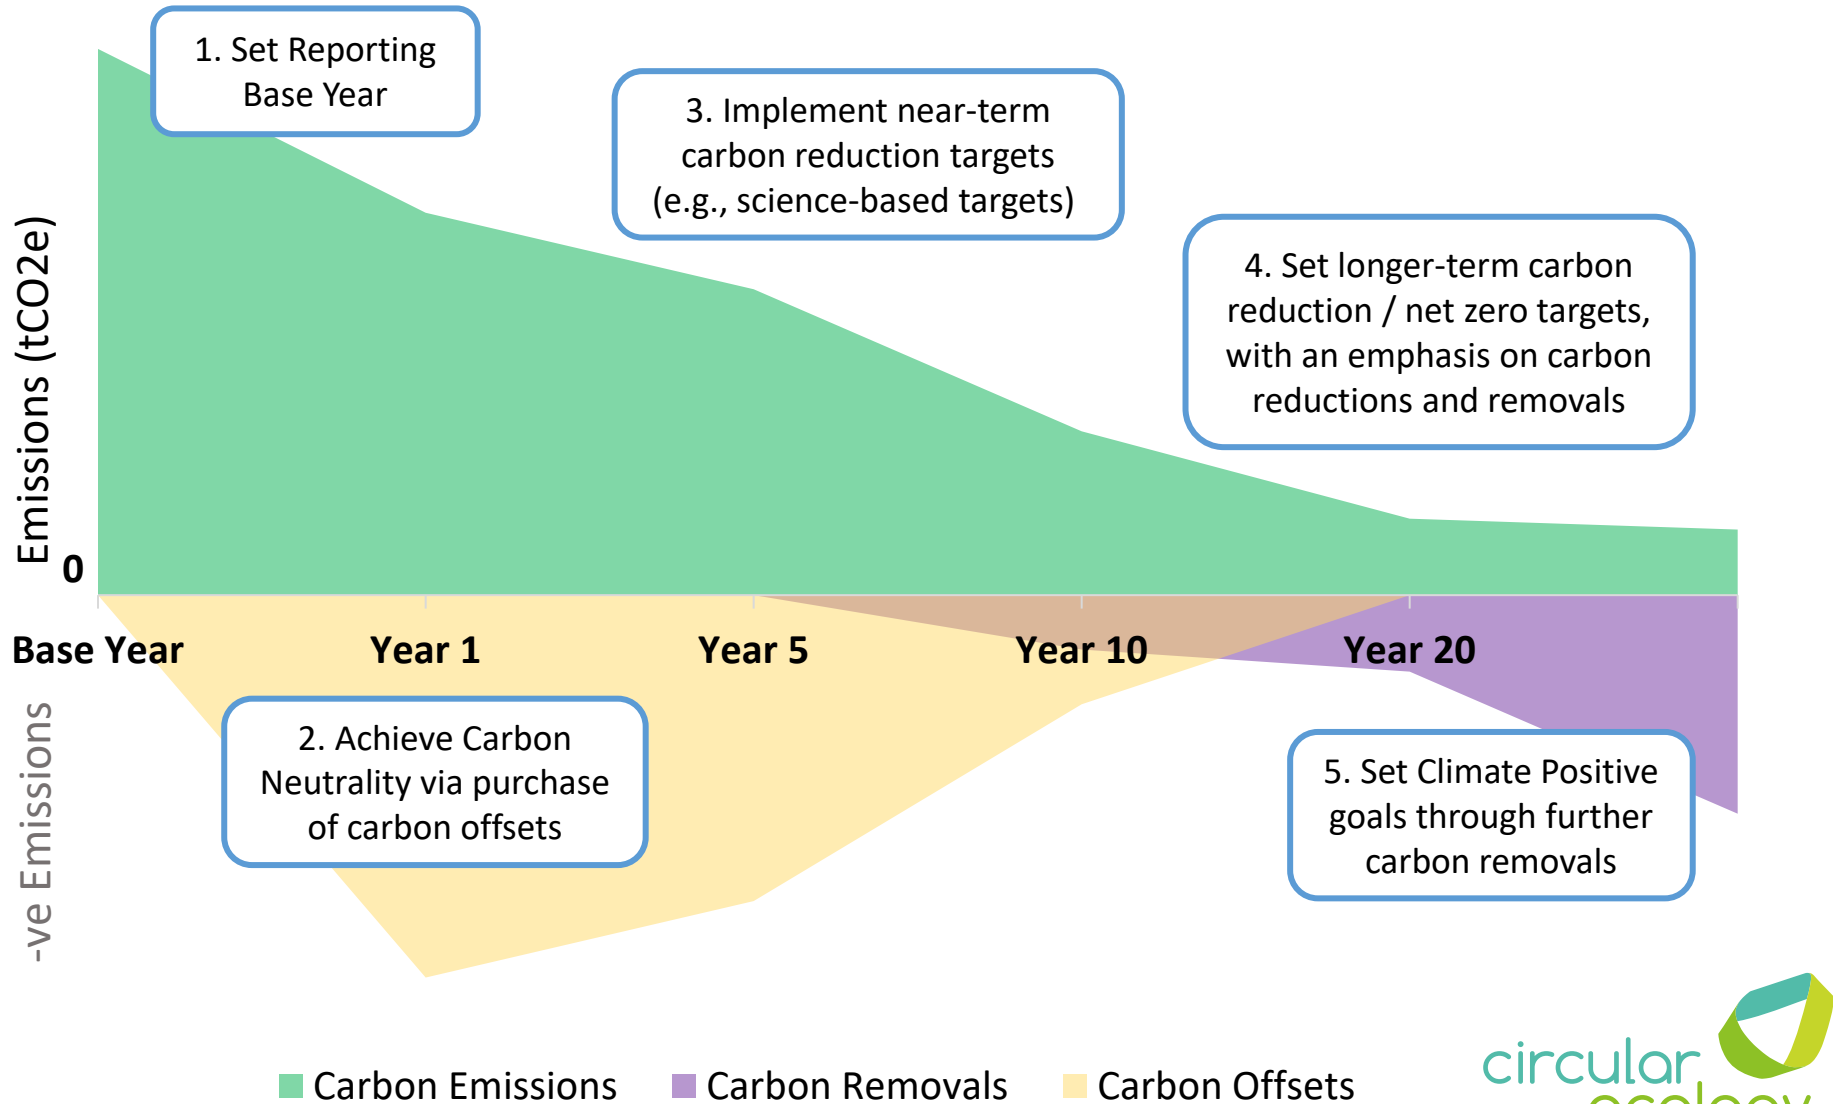 1. Set Reporting
Base Year
3. Implement near-term
carbon reduction targets
(e.g., science-based targets)
4. Set longer-term carbon
reduction / net zero targets,
with an emphasis on carbon
reductions and removals
Emissions (tCO2e)
0
Base Year
Year 1
Year 5
Year 10
Year 20
-ve Emissions
2. Achieve Carbon
Neutrality via purchase
of carbon offsets
5. Set Climate Positive
goals through further
carbon removals
Carbon Emissions
Carbon Removals
Carbon Offsets
circular
ecology